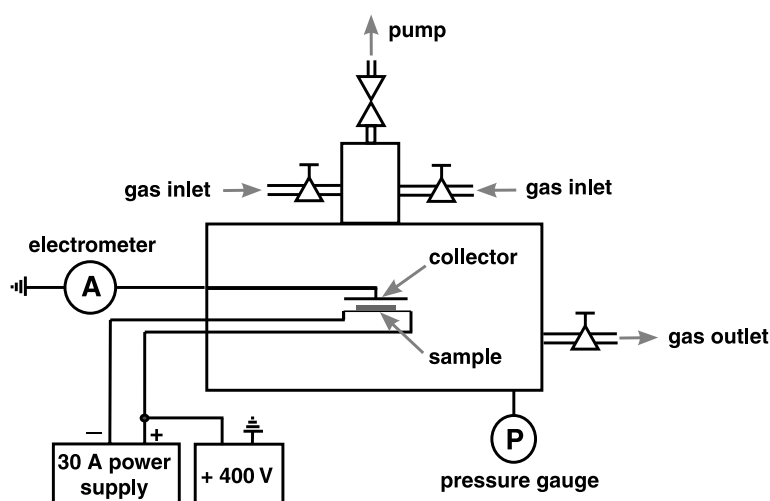 pump
gas inlet
gas inlet
electrometer
A
collector
sample
gas outlet
– +
30 A power
supply
+ 400 V
P
pressure gauge